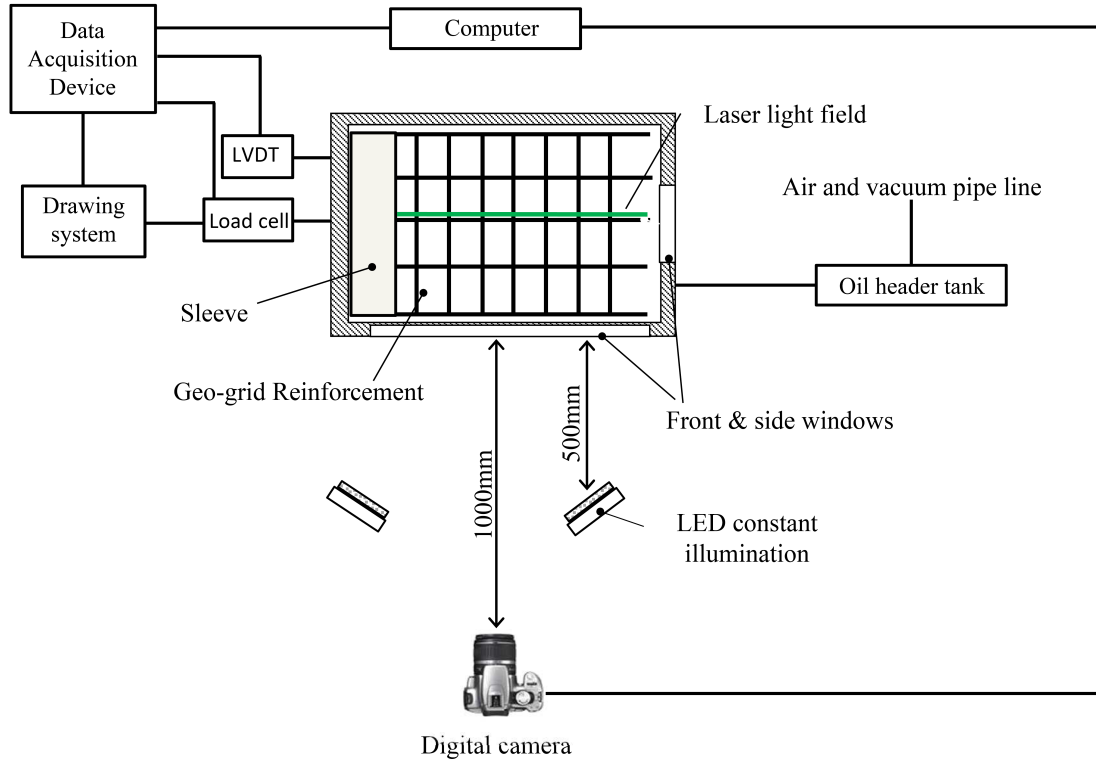 Data
Acquisition
Device
Computer
Laser light field
LVDT
Air and vacuum pipe line
Drawing
system
Load cell
Oil header tank
Sleeve
Geo-grid Reinforcement
Front & side windows
500mm
1000mm
LED constant
illumination
Digital camera